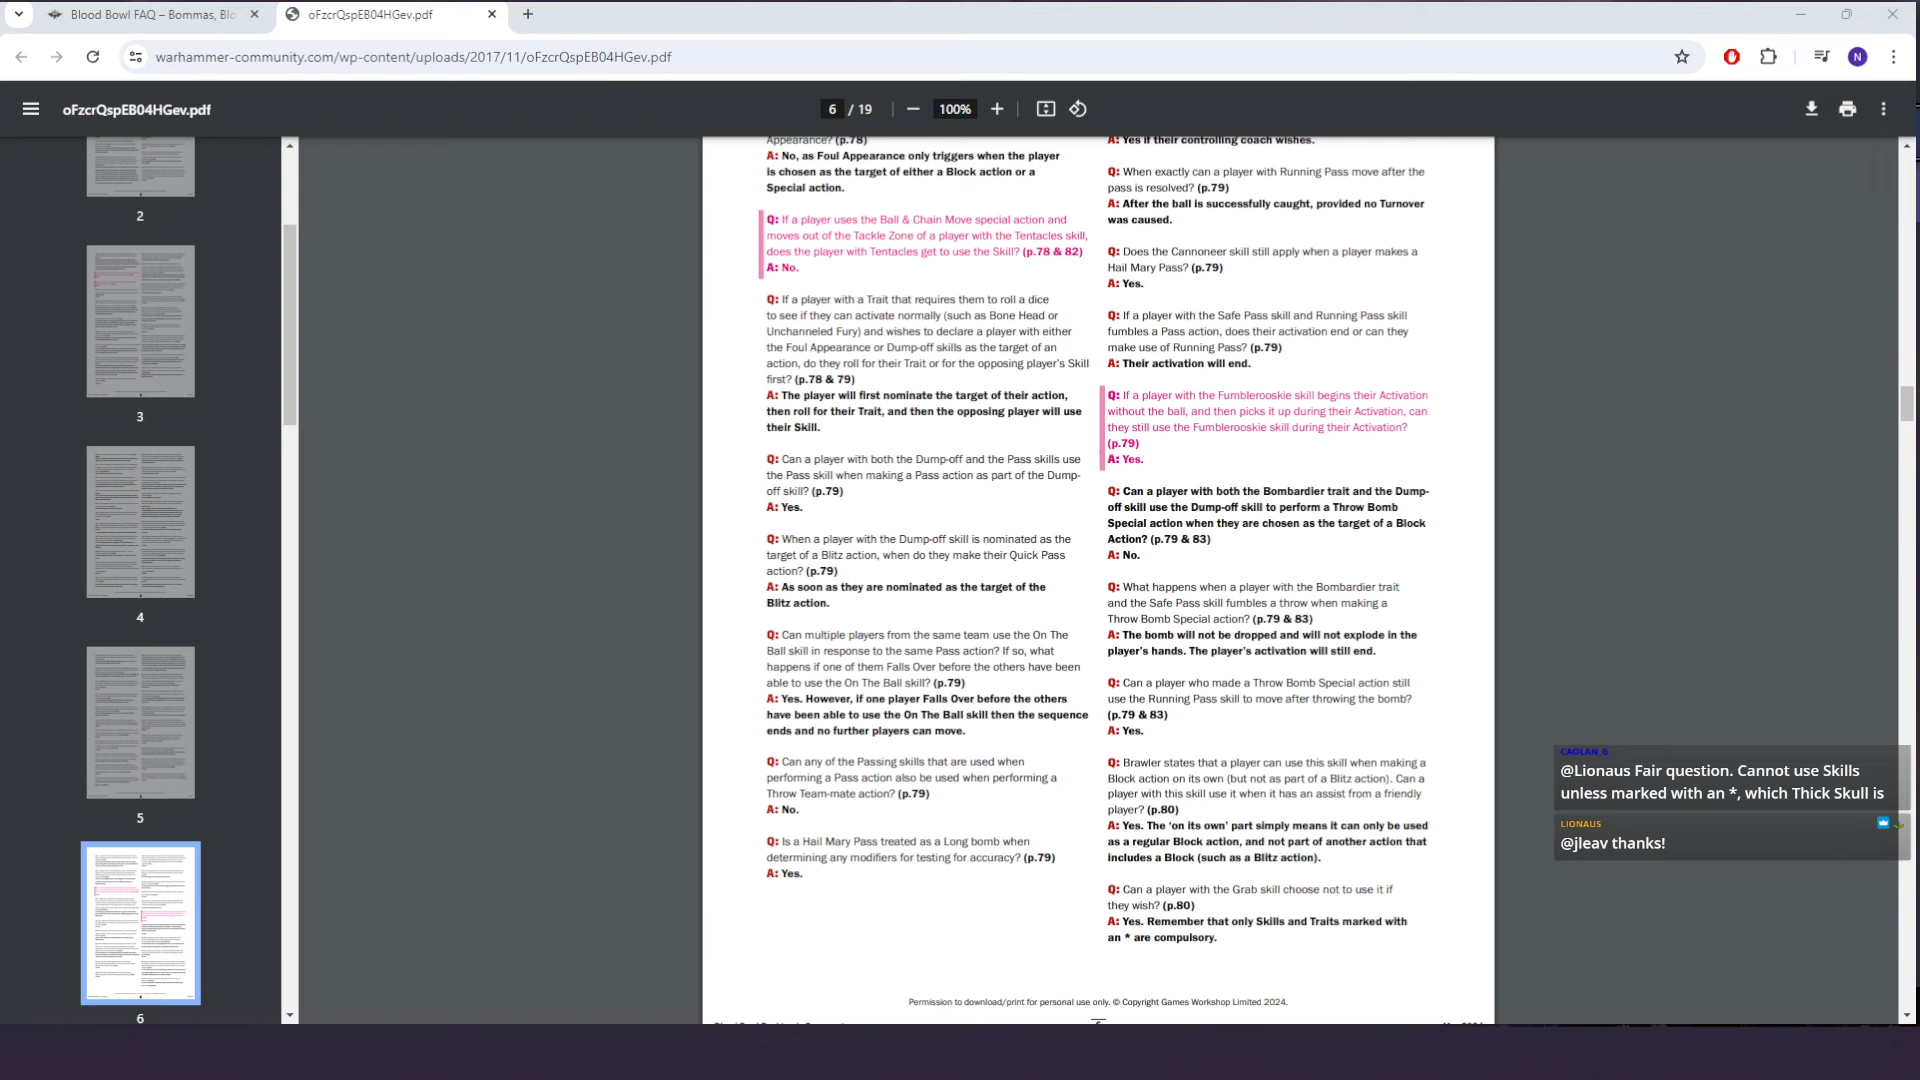 Blood Bowl FAQ – Bommas, Blo
oFzcrQspEB04HGev.pdf
warhammer-community.com/wp-content/uploads/2017/11/oFzcrQspEB04HGev.pdf
N
oFzcrQspEB04HGev.pdf
6 / 19
100%
2
3
4
5
6
Appearance? (p.78)
A: No, as Foul Appearance only triggers when the player
is chosen as the target of either a Block action or a
Special action.
Q: If a player uses the Ball & Chain Move special action and
moves out of the Tackle Zone of a player with the Tentacles skill,
does the player with Tentacles get to use the Skill? (p.78 & 82)
A: No.
Q: If a player with a Trait that requires them to roll a dice
to see if they can activate normally (such as Bone Head or
Unchanneled Fury) and wishes to declare a player with either
the Foul Appearance or Dump-off skills as the target of an
action, do they roll for their Trait or for the opposing player's Skill
first? (p.78 & 79)
A: The player will first nominate the target of their action,
then roll for their Trait, and then the opposing player will use
their Skill.
Q: Can a player with both the Dump-off and the Pass skills use
the Pass skill when making a Pass action as part of the Dump-
off skill? (p.79)
A: Yes.
Q: When a player with the Dump-off skill is nominated as the
target of a Blitz action, when do they make their Quick Pass
action? (p.79)
A: As soon as they are nominated as the target of the
Blitz action.
Q: Can multiple players from the same team use the On The
Ball skill in response to the same Pass action? If so, what
happens if one of them Falls Over before the others have been
able to use the On The Ball skill? (p.79)
A: Yes. However, if one player Falls Over before the others
have been able to use the On The Ball skill then the sequence
ends and no further players can move.
Q: Can any of the Passing skills that are used when
performing a Pass action also be used when performing a
Throw Team-mate action? (p.79)
A: No.
Q: Is a Hail Mary Pass treated as a Long bomb when
determining any modifiers for testing for accuracy? (p.79)
A: Yes.
A: Yes if their controlling coach wishes.
Q: When exactly can a player with Running Pass move after the
pass is resolved? (p.79)
A: After the ball is successfully caught, provided no Turnover
was caused.
Q: Does the Cannoneer skill still apply when a player makes a
Hail Mary Pass? (p.79)
A: Yes.
Q: If a player with the Safe Pass skill and Running Pass skill
fumbles a Pass action, does their activation end or can they
make use of Running Pass? (p.79)
A: Their activation will end.
Q: If a player with the Fumblerooskie skill begins their Activation
without the ball, and then picks it up during their Activation, can
they still use the Fumblerooskie skill during their Activation?
(p.79)
A: Yes.
Q: Can a player with both the Bombardier trait and the Dump-
off skill use the Dump-off skill to perform a Throw Bomb
Special action when they are chosen as the target of a Block
Action? (p.79 & 83)
A: No.
Q: What happens when a player with the Bombardier trait
and the Safe Pass skill fumbles a throw when making a
Throw Bomb Special action? (p.79 & 83)
A: The bomb will not be dropped and will not explode in the
player's hands. The player's activation will still end.
Q: Can a player who made a Throw Bomb Special action still
use the Running Pass skill to move after throwing the bomb?
(p.79 & 83)
A: Yes.
Q: Brawler states that a player can use this skill when making a
Block action on its own (but not as part of a Blitz action). Can a
player with this skill use it when it has an assist from a friendly
player? (p.80)
A: Yes. The 'on its own' part simply means it can only be used
as a regular Block action, and not part of another action that
includes a Block (such as a Blitz action).
Q: Can a player with the Grab skill choose not to use it if
they wish? (p.80)
A: Yes. Remember that only Skills and Traits marked with
an * are compulsory.
Permission to download/print for personal use only. © Copyright Games Workshop Limited 2024.
CAOLAN_G
@Lionaus Fair question. Cannot use Skills
unless marked with an *, which Thick Skull is
LIONAUS
@jleav thanks!